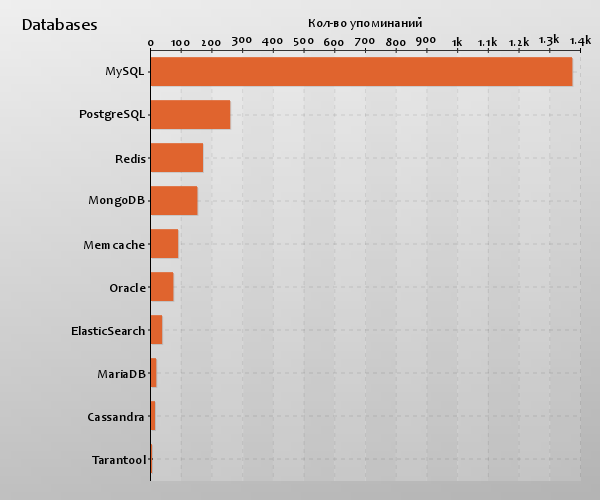 Databases
Кол-во упоминаний
0 100 200 300 400 500 600 700 800 900 1k 1.1k 1.2k 1.3k 1.4k
MySQL
PostgreSQL
Redis
MongoDB
Memcache
Oracle
ElasticSearch
MariaDB
Cassandra
Tarantool